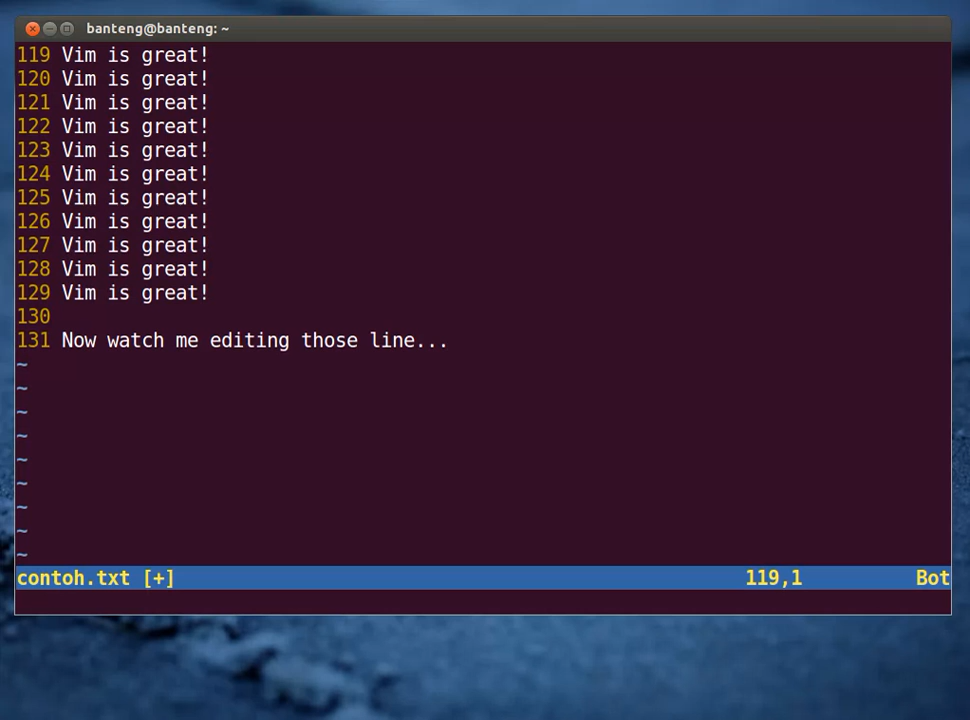 banteng@banteng: ~
119 Vim is great!
120 Vim is great!
121 Vim is great!
122 Vim is great!
123 Vim is great!
124 Vim is great!
125 Vim is great!
126 Vim is great!
127 Vim is great!
128 Vim is great!
129 Vim is great!
130
131 Now watch me editing those line...
~
~
~
~
~
~
~
~
~
contoh.txt [+] 119,1 Bot